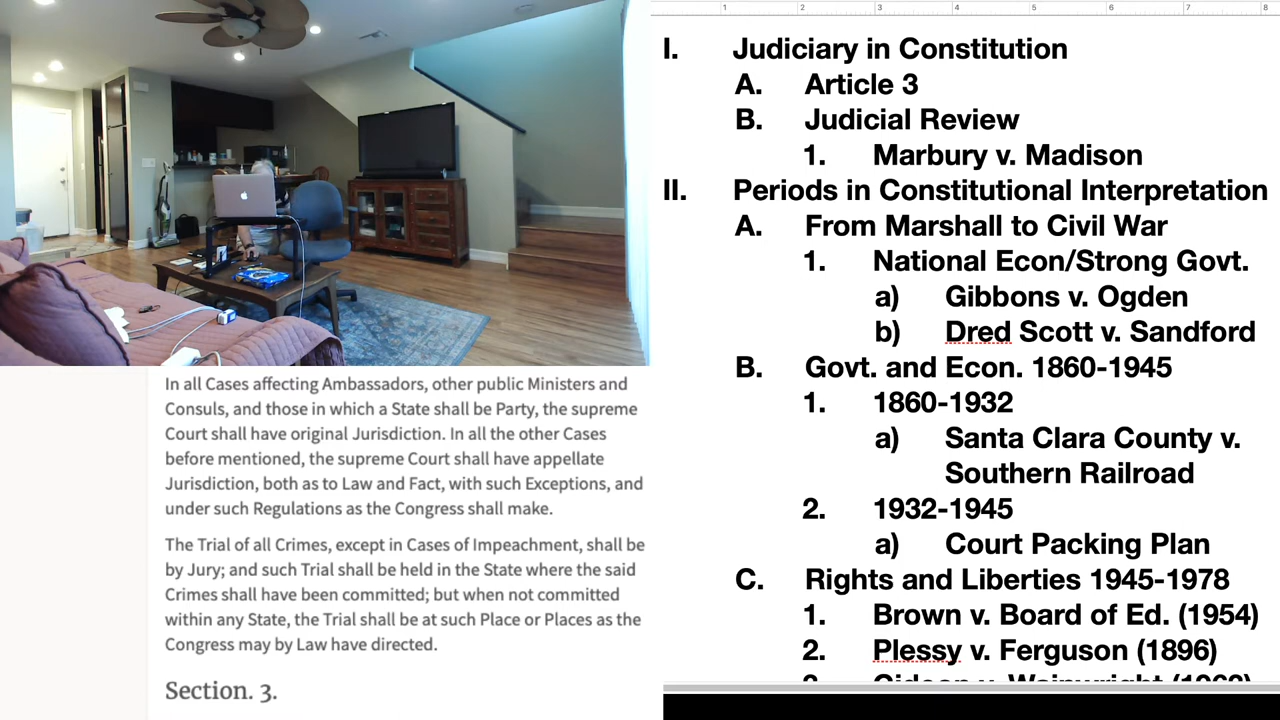 In all Cases affecting Ambassadors, other public Ministers and
Consuls, and those in which a State shall be Party, the supreme
Court shall have original Jurisdiction. In all the other Cases
before mentioned, the supreme Court shall have appellate
Jurisdiction, both as to Law and Fact, with such Exceptions, and
under such Regulations as the Congress shall make.
The Trial of all Crimes, except in Cases of Impeachment, shall be
by Jury; and such Trial shall be held in the State where the said
Crimes shall have been committed; but when not committed
within any State, the Trial shall be at such Place or Places as the
Congress may by Law have directed.
Section. 3.
1 2 3 4 5 6 7 8
I. Judiciary in Constitution
A. Article 3
B. Judicial Review
1. Marbury v. Madison
II. Periods in Constitutional Interpretation
A. From Marshall to Civil War
1. National Econ/Strong Govt.
a) Gibbons v. Ogden
b) Dred Scott v. Sandford
B. Govt. and Econ. 1860-1945
1. 1860-1932
a) Santa Clara County v.
Southern Railroad
2. 1932-1945
a) Court Packing Plan
C. Rights and Liberties 1945-1978
1. Brown v. Board of Ed. (1954)
2. Plessy v. Ferguson (1896)